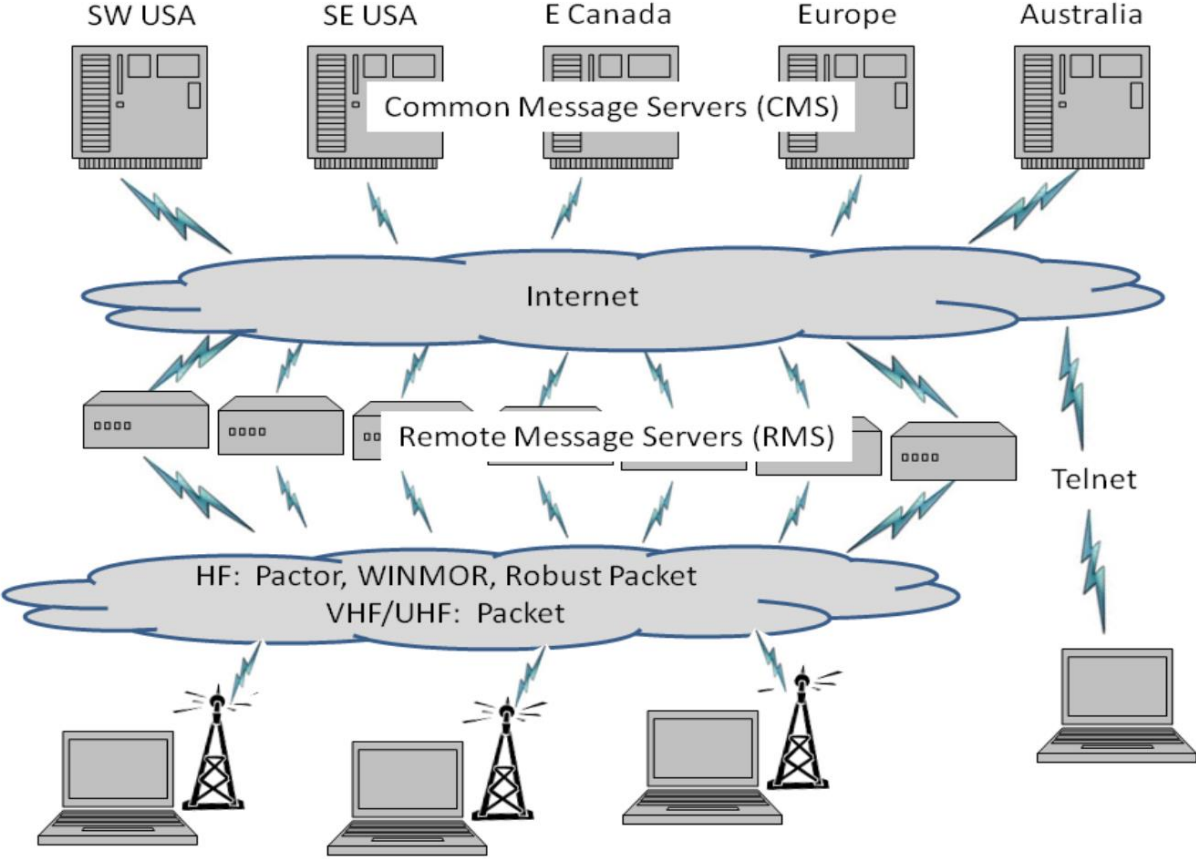 SW USA
SE USA
E Canada
Europe
Australia
Common Message Servers (CMS)
Internet
Remote Message Servers (RMS)
Telnet
HF:  Pactor, WINMOR, Robust Packet
VHF/UHF:  Packet